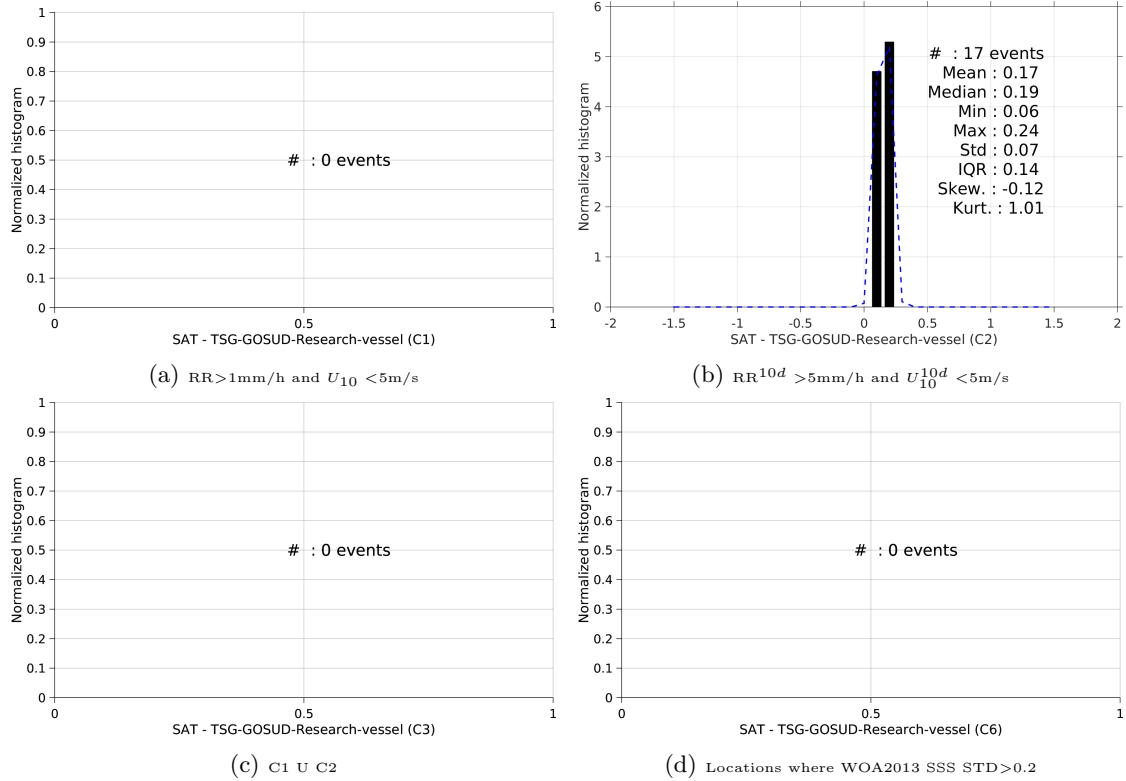 1
0.9
0.8
0.7
0.6
0.5
0.4
0.3
0.2
0.1
0
Normalized histogram
# : 0 events
0 0.5 1
SAT - TSG-GOSUD-Research-vessel (C1)
(a) RR>1mm/h and U10 <5m/s
6
5
4
3
2
1
0
Normalized histogram
# : 17 events
Mean : 0.17
Median : 0.19
Min : 0.06
Max : 0.24
Std : 0.07
IQR : 0.14
Skew. : -0.12
Kurt. : 1.01
-2 -1.5 -1 -0.5 0 0.5 1 1.5 2
SAT - TSG-GOSUD-Research-vessel (C2)
(b) RR10d >5mm/h and U10d10 <5m/s
1
0.9
0.8
0.7
0.6
0.5
0.4
0.3
0.2
0.1
0
Normalized histogram
# : 0 events
0 0.5 1
SAT - TSG-GOSUD-Research-vessel (C3)
(c) C1 U C2
1
0.9
0.8
0.7
0.6
0.5
0.4
0.3
0.2
0.1
0
Normalized histogram
# : 0 events
0 0.5 1
SAT - TSG-GOSUD-Research-vessel (C6)
(d) Locations where WOA2013 SSS STD>0.2